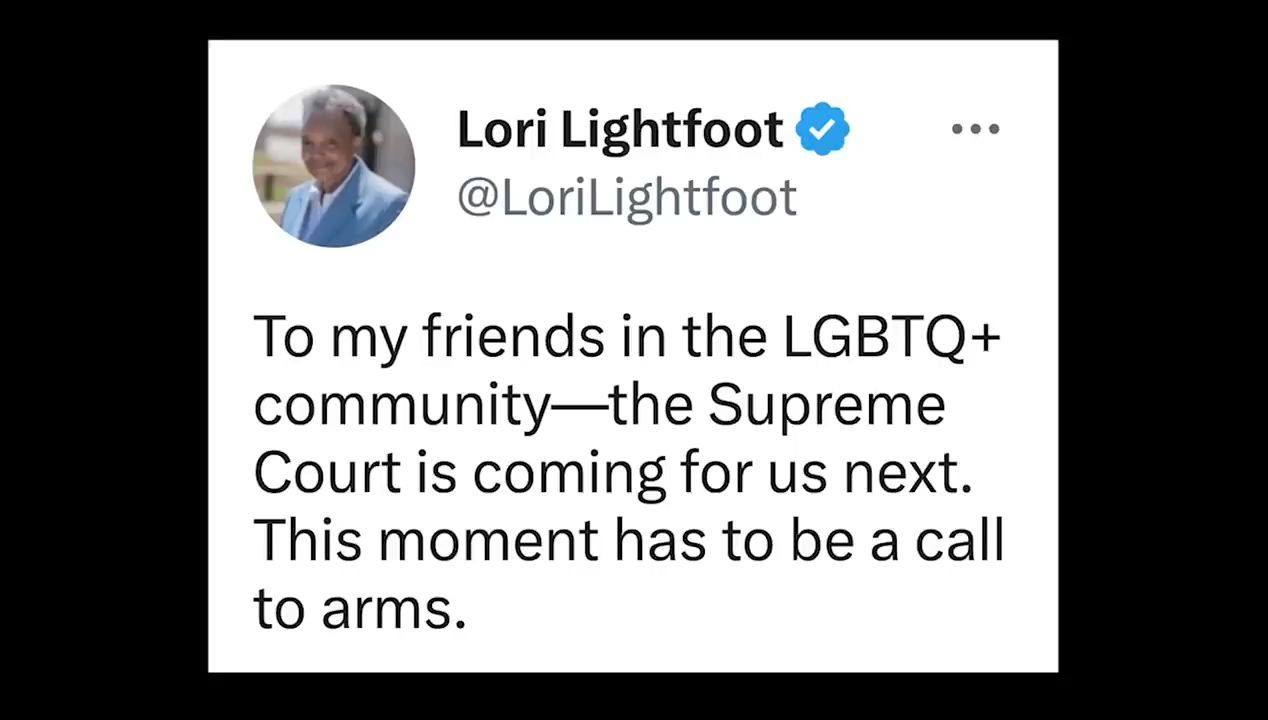 Lori Lightfoot
@LoriLightfoot
To my friends in the LGBTQ+
community—the Supreme
Court is coming for us next.
This moment has to be a call
to arms.